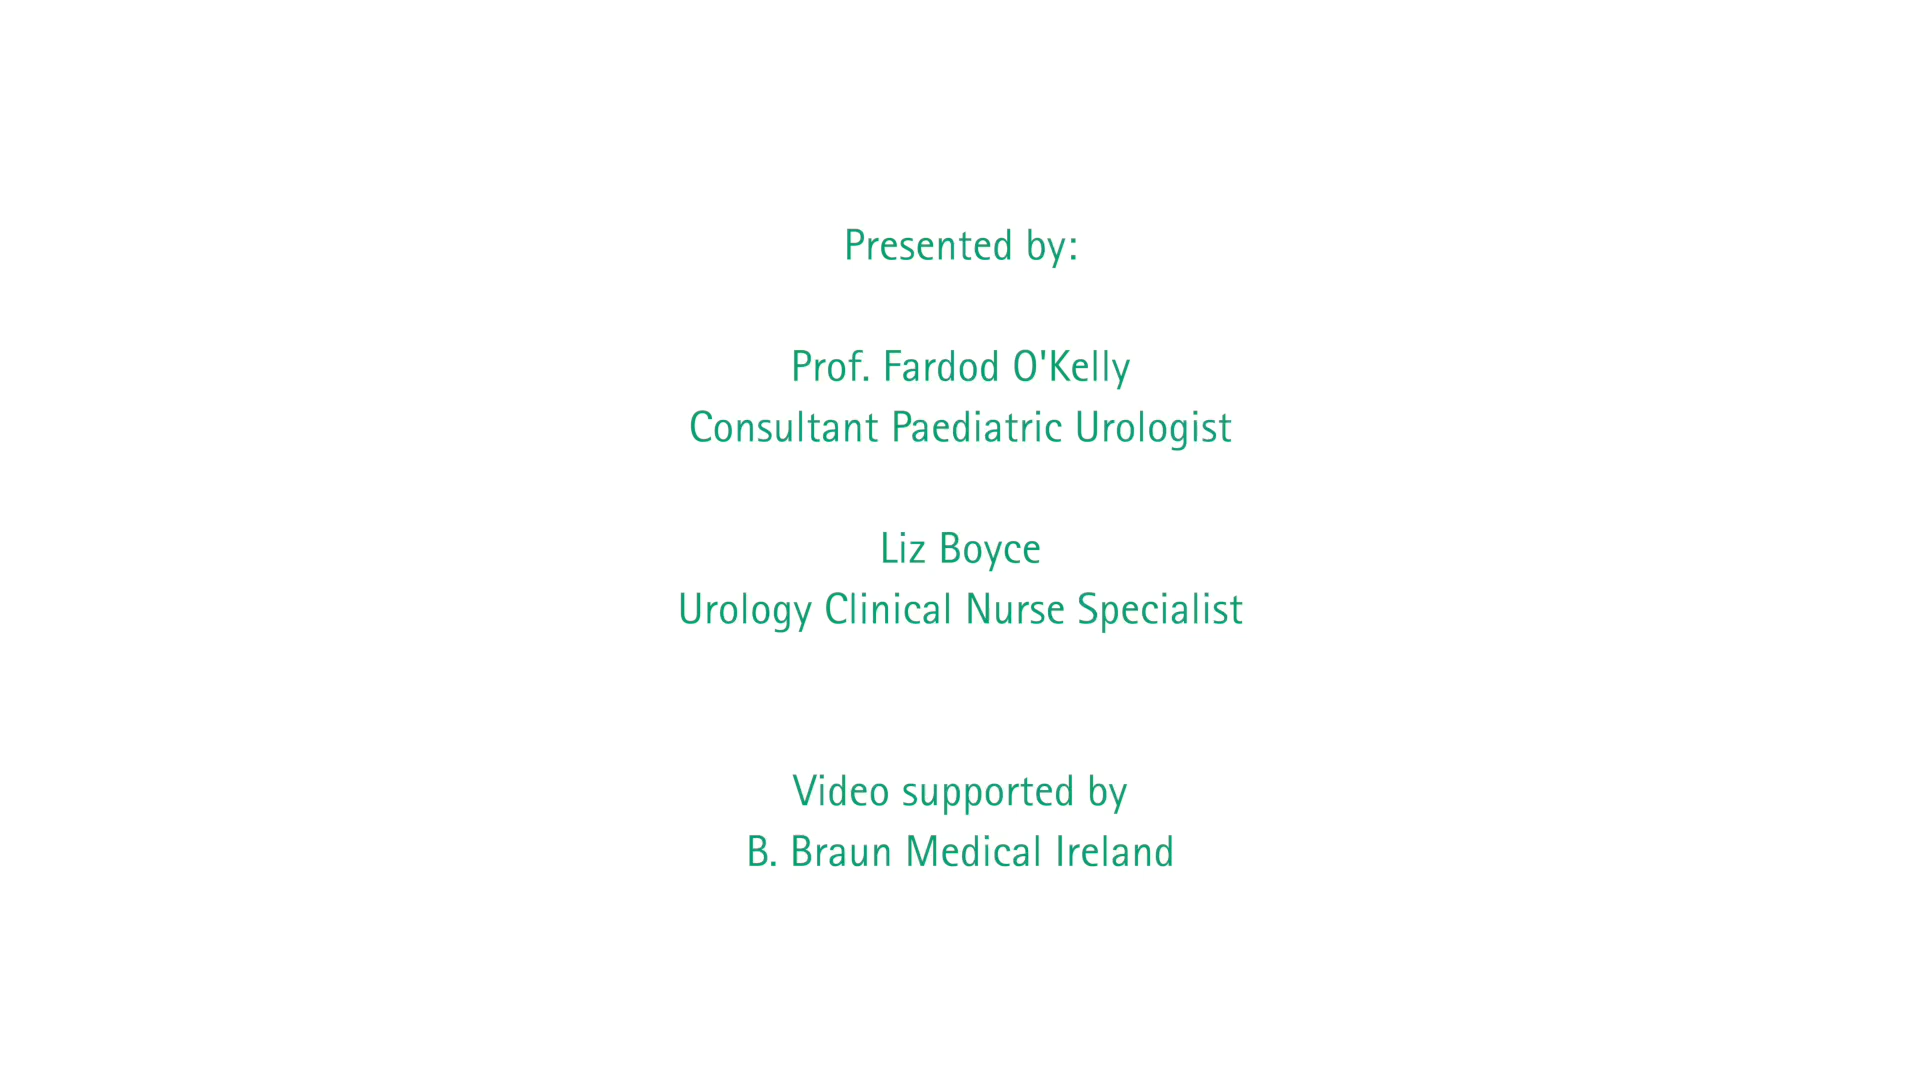 Presented by:
Prof. Fardod O'Kelly
Consultant Paediatric Urologist
Liz Boyce
Urology Clinical Nurse Specialist
Video supported by
B. Braun Medical Ireland